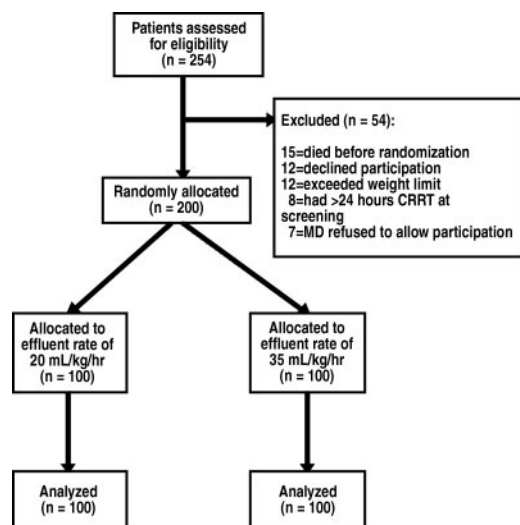 Patients assessed
for eligibility
(n = 254)
Excluded (n = 54):
15=died before randomization
12=declined participation
12=exceeded weight limit
8=had >24 hours CRRT at
screening
7=MD refused to allow participation
Randomly allocated
(n = 200)
Allocated to
effluent rate of
20 mL/kg/hr
(n = 100)
Allocated to
effluent rate of
35 mL/kg/hr
(n = 100)
Analyzed
(n = 100)
Analyzed
(n = 100)